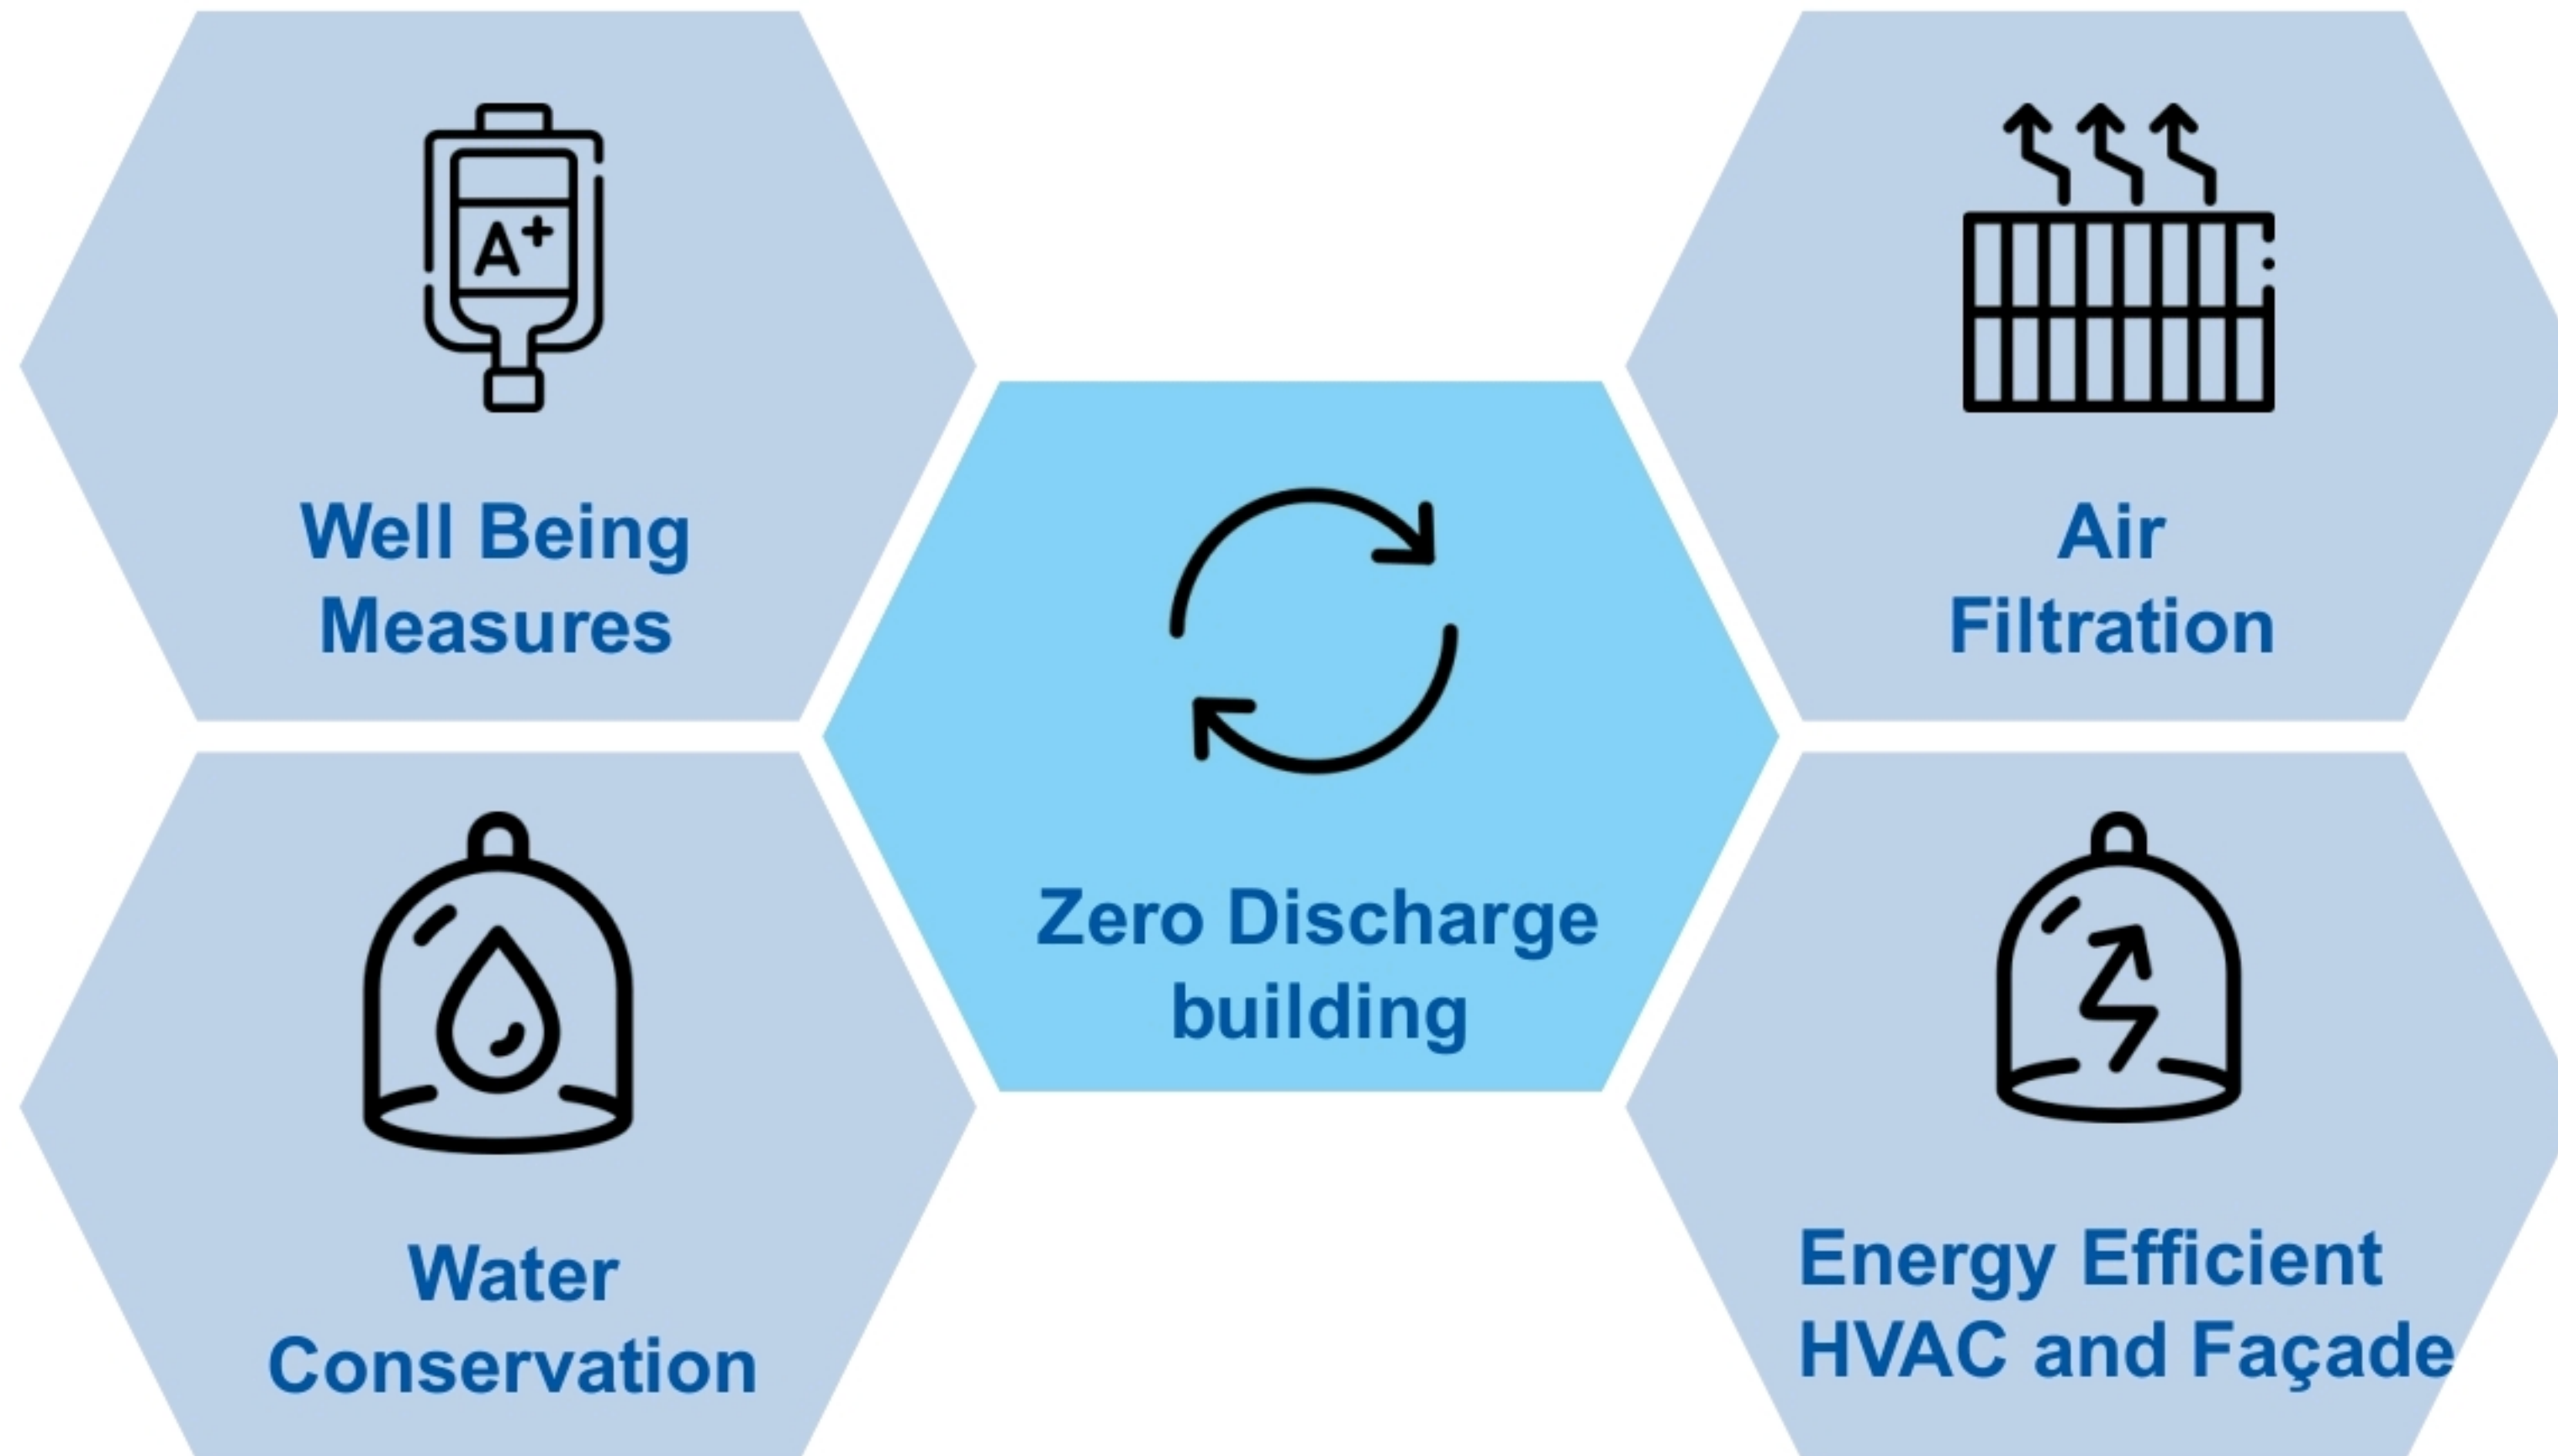 A+
Well Being
Measures
Air
Filtration
Zero Discharge
building
Water
Conservation
Energy Efficient
HVAC and Façade